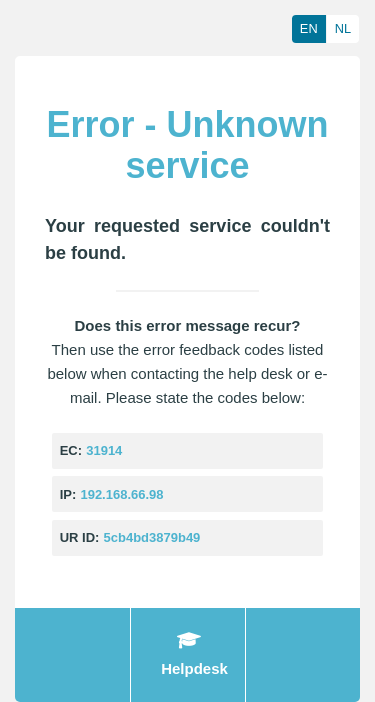 EN NL
Error - Unknown
service
Your requested service couldn't
be found.
Does this error message recur?
Then use the error feedback codes listed
below when contacting the help desk or e-
mail. Please state the codes below:
EC: 31914
IP: 192.168.66.98
UR ID: 5cb4bd3879b49
Helpdesk